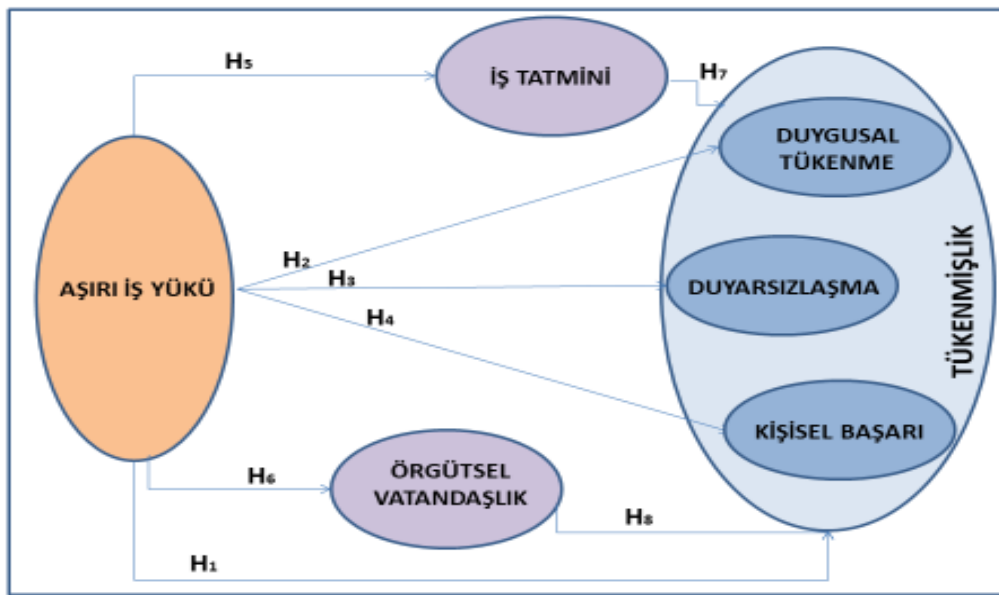 H₅
İŞ TATMİNİ
H₇
DUYGUSAL
TÜKENME
AŞIRI İŞ YÜKÜ
H₂
H₃
H₄
DUYARSIZLAŞMA
TÜKENMİŞLİK
KİŞİSEL BAŞARI
H₆
ÖRGÜTSEL
VATANDAŞLIK
H₈
H₁